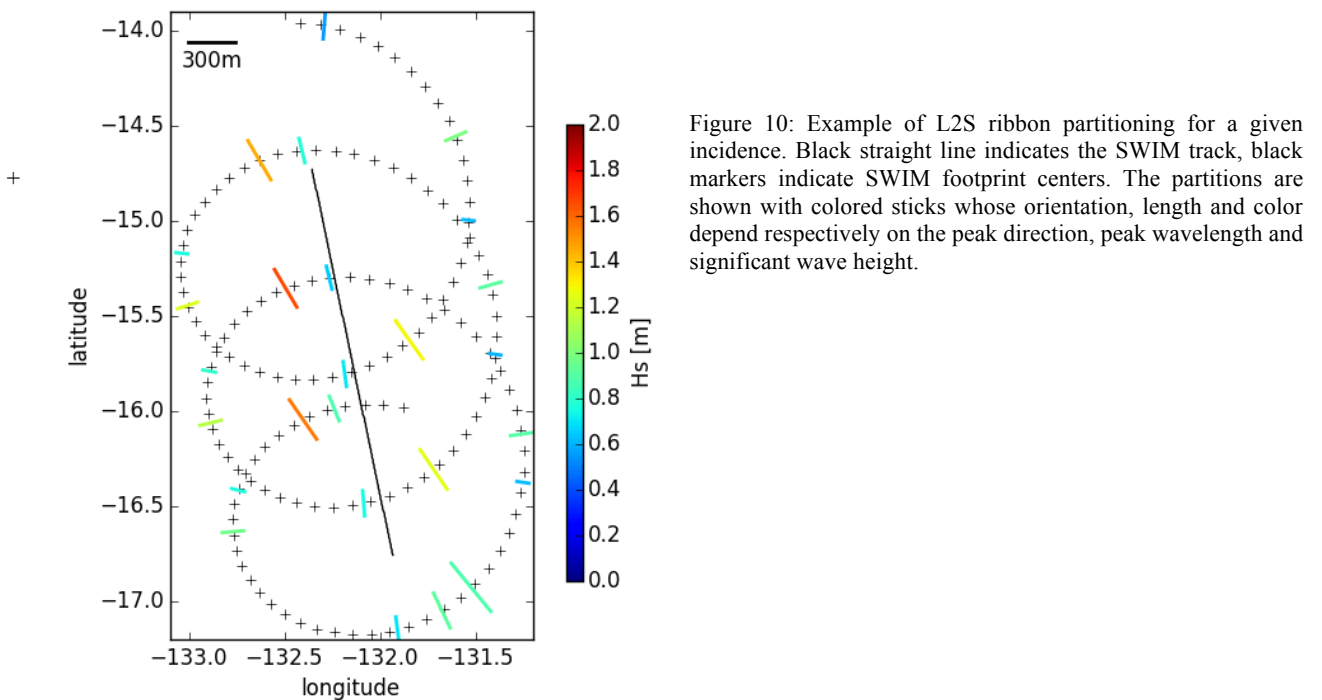 −14.0
300m
−14.5
−15.0
−15.5
−16.0
−16.5
−17.0
latitude
−133.0 −132.5 −132.0 −131.5
longitude
2.0
1.8
1.6
1.4
1.2
1.0
0.8
0.6
0.4
0.2
0.0
Hs [m]
Figure 10: Example of L2S ribbon partitioning for a given
incidence. Black straight line indicates the SWIM track, black
markers indicate SWIM footprint centers. The partitions are
shown with colored sticks whose orientation, length and color
depend respectively on the peak direction, peak wavelength and
significant wave height.